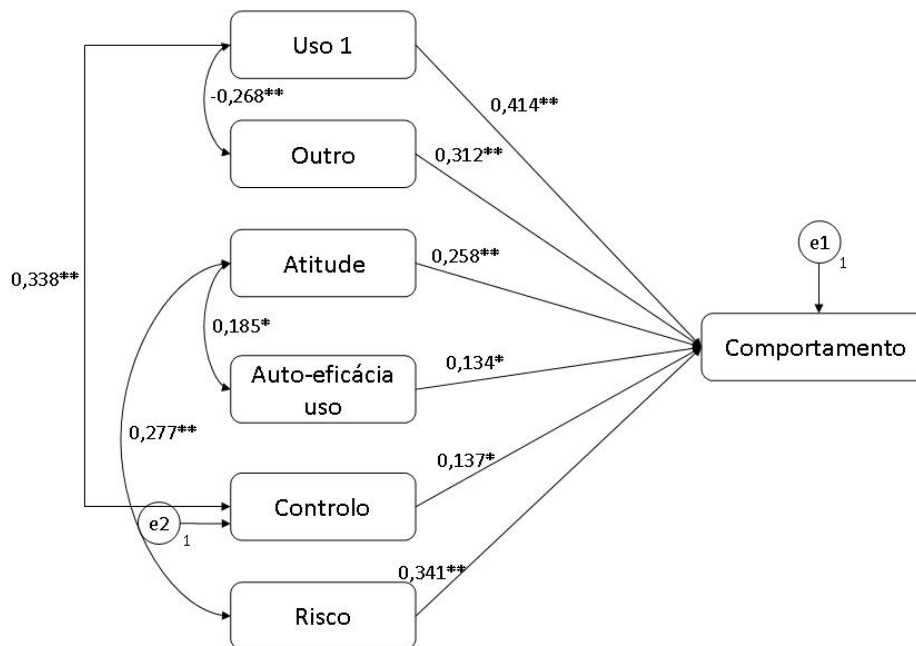 Uso 1
-0,268**
0,414**
Outro
0,312**
Atitude
0,258**
e1
1
0,338**
0,185*
Comportamento
Auto-eficácia
uso
0,134*
0,277**
0,137*
Controlo
e2
1
0,341**
Risco